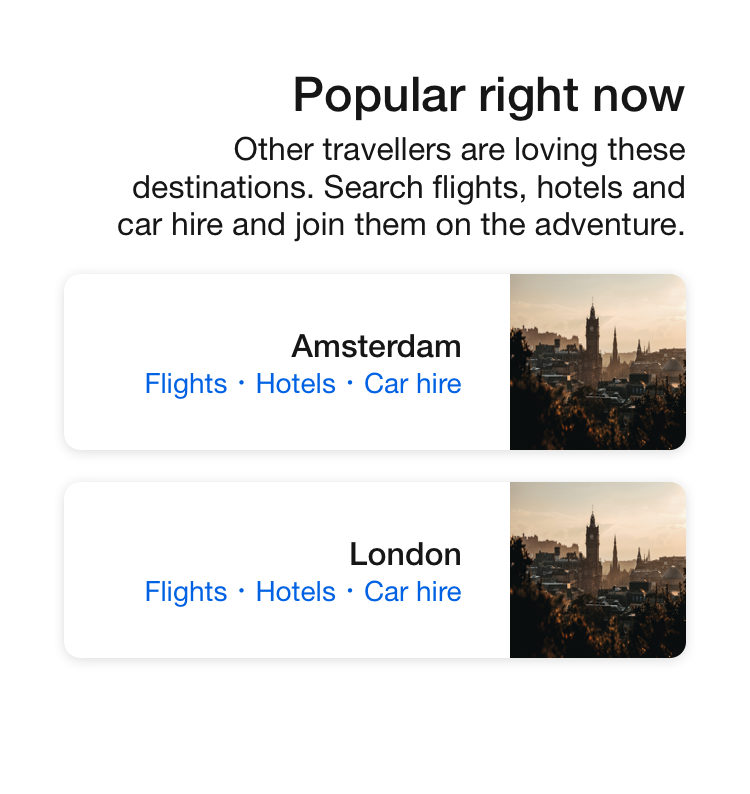 Popular right now
Other travellers are loving these
destinations. Search flights, hotels and
car hire and join them on the adventure.
Amsterdam
Flights · Hotels · Car hire
London
Flights · Hotels · Car hire